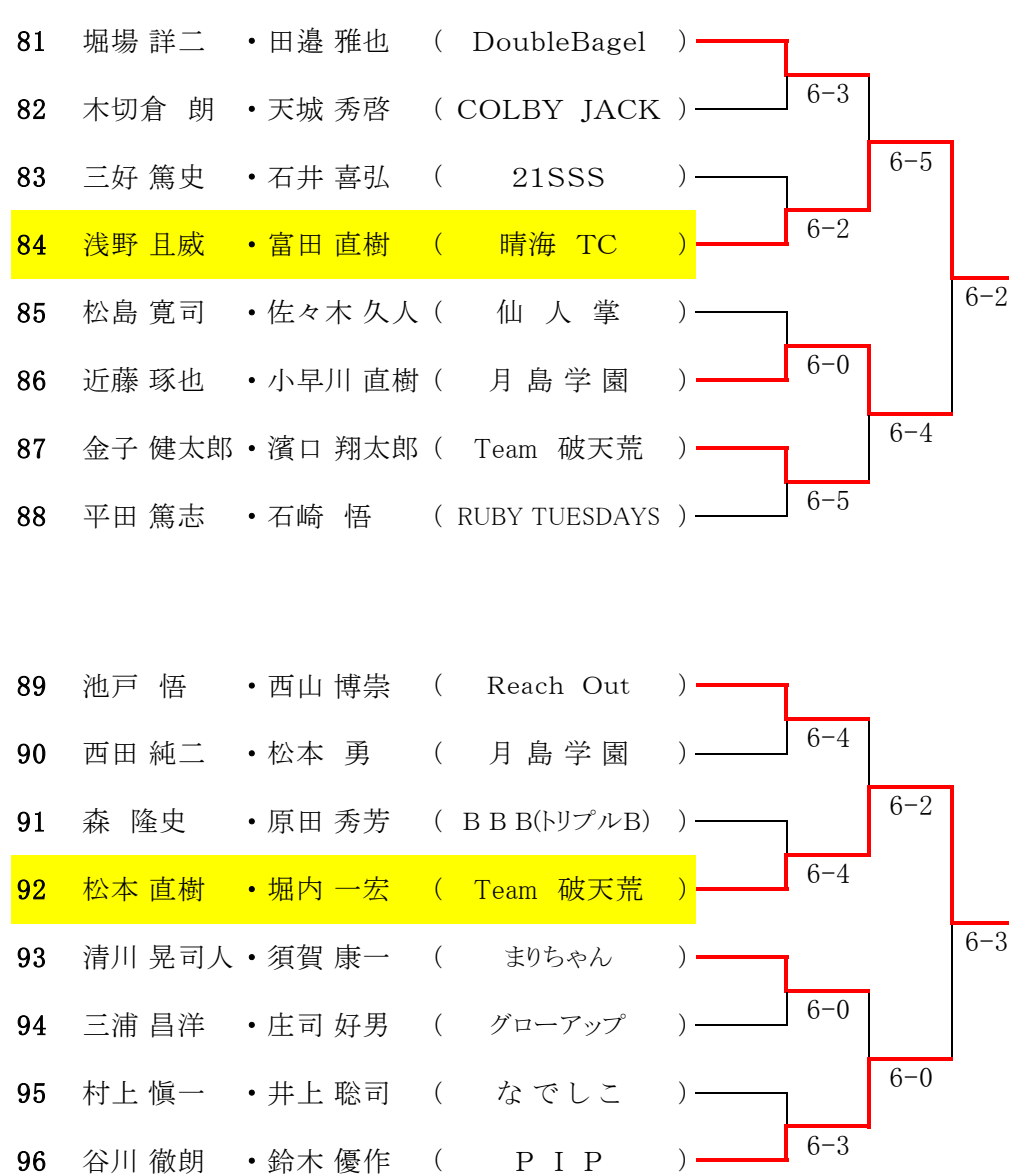 81 堀場 詳二 ・田邉 雅也 ( DoubleBagel )
6-3
82 木切倉 朗 ・天城 秀啓 ( COLBY JACK )
6-5
83 三好 篤史 ・石井 喜弘 ( 21SSS )
6-2
84 浅野 且威 ・富田 直樹 ( 晴海 TC )
6-2
85 松島 寛司 ・佐々木 久人 ( 仙 人 掌 )
6-0
86 近藤 琢也 ・小早川 直樹 ( 月 島 学 園 )
6-4
87 金子 健太郎 ・濱口 翔太郎 ( Team 破天荒 )
6-5
88 平田 篤志 ・石崎 悟 ( RUBY TUESDAYS )
89 池戸 悟 ・西山 博崇 ( Reach Out )
6-4
90 西田 純二 ・松本 勇 ( 月 島 学 園 )
6-2
91 森 隆史 ・原田 秀芳 ( B B B(トリプルB) )
6-4
92 松本 直樹 ・堀内 一宏 ( Team 破天荒 )
6-3
93 清川 晃司人 ・須賀 康一 ( まりちゃん )
6-0
94 三浦 昌洋 ・庄司 好男 ( グローアップ )
6-0
95 村上 愼一 ・井上 聡司 ( な で し こ )
6-3
96 谷川 徹朗 ・鈴木 優作 ( P I P )